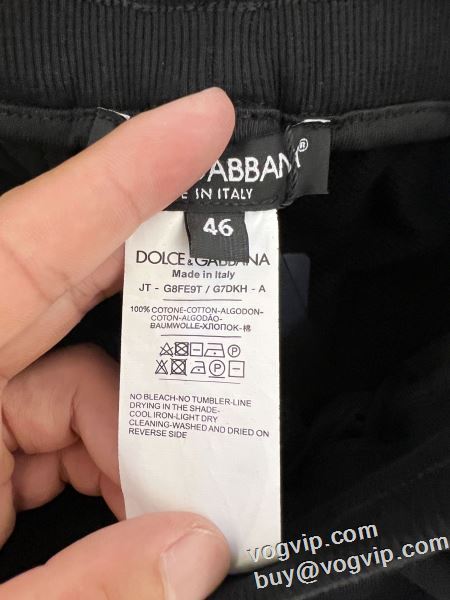 GABBANA®
E IN ITALY
46
DOLCE&GABBANA
Made in Italy
JT - G8FE9T / G7DKH - A
100% COTONE-COTTON-ALGODON-
COTTON-ALGODÃO-
BAUMWOLLE-ХЛОПОК-棉
NO BLEACH-NO TUMBLER-LINE
DRYING IN THE SHADE-
COOL IRON-LIGHT DRY
CLEANING-WASHED AND DRIED ON
REVERSE SIDE
vogvip.com
buy@vogvip.com